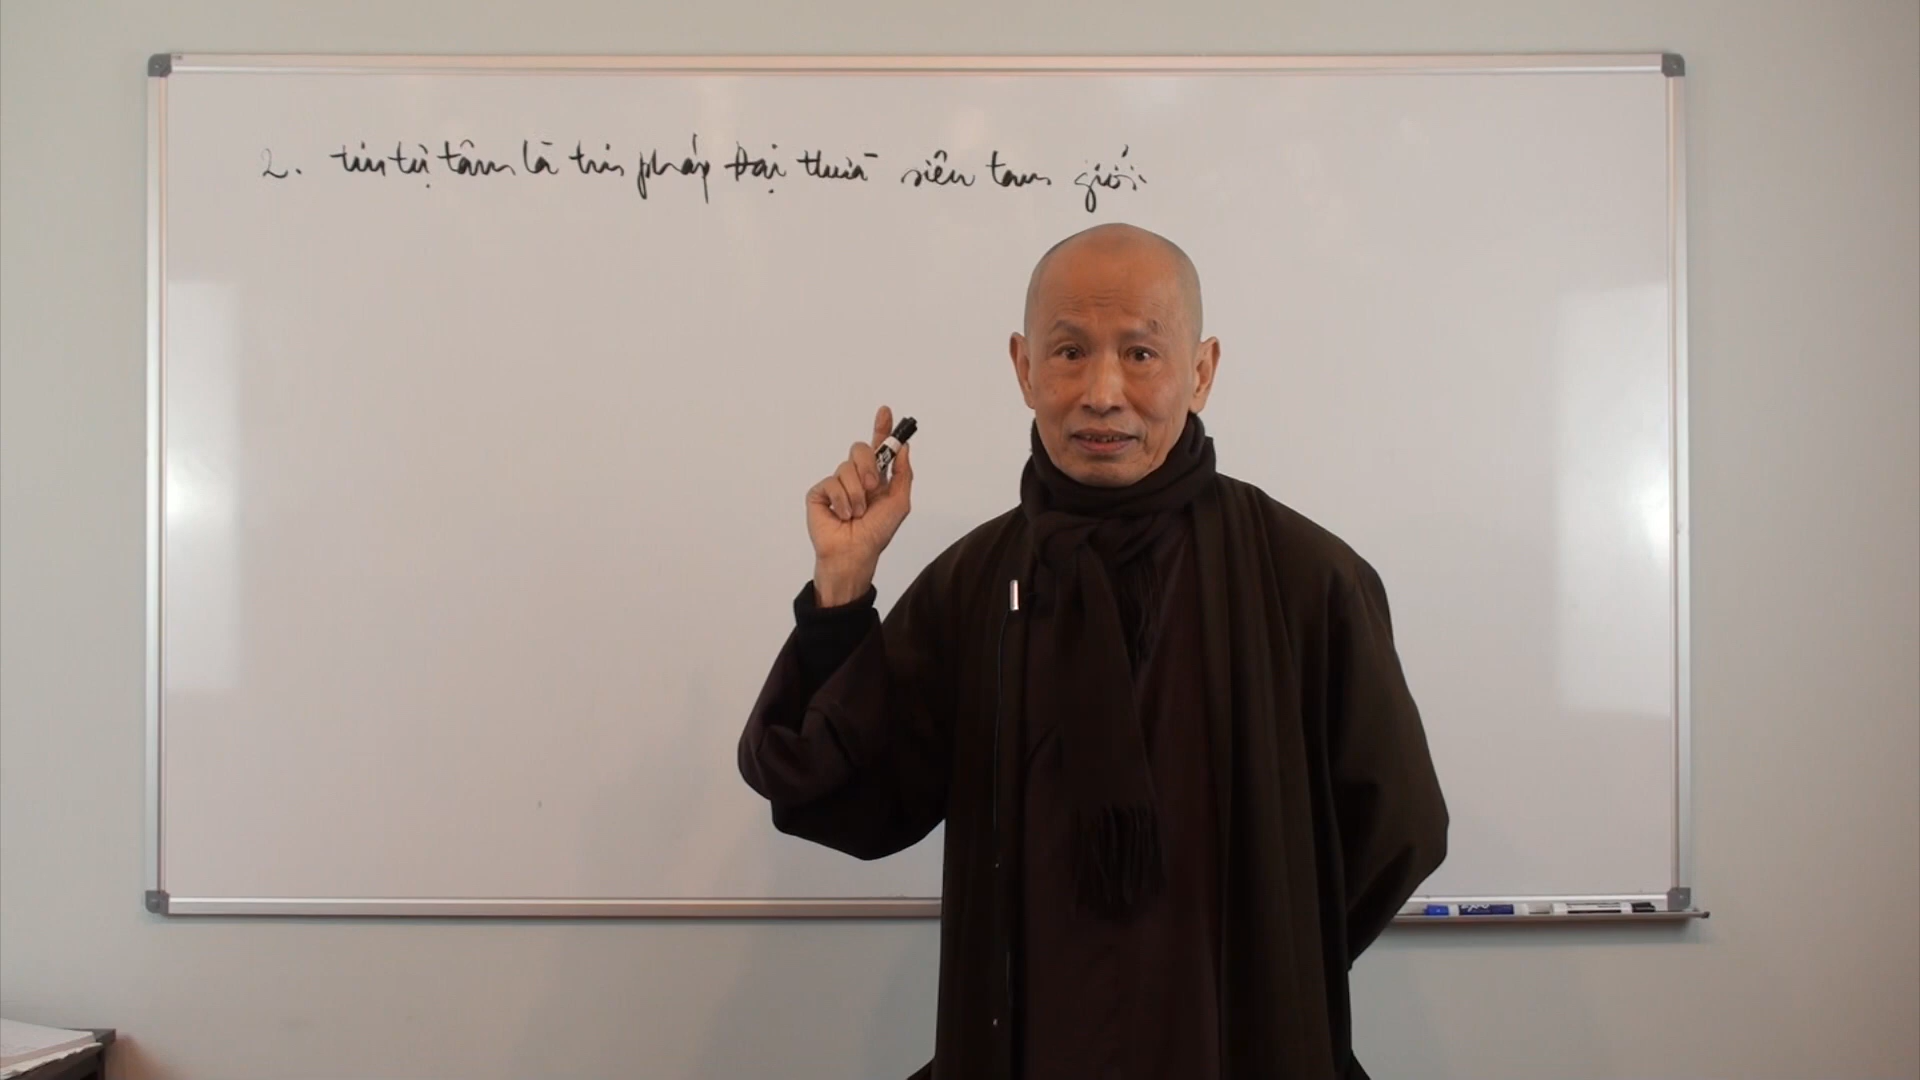 2. tin tự tâm là tin pháp Đại thừa siêu tam giới